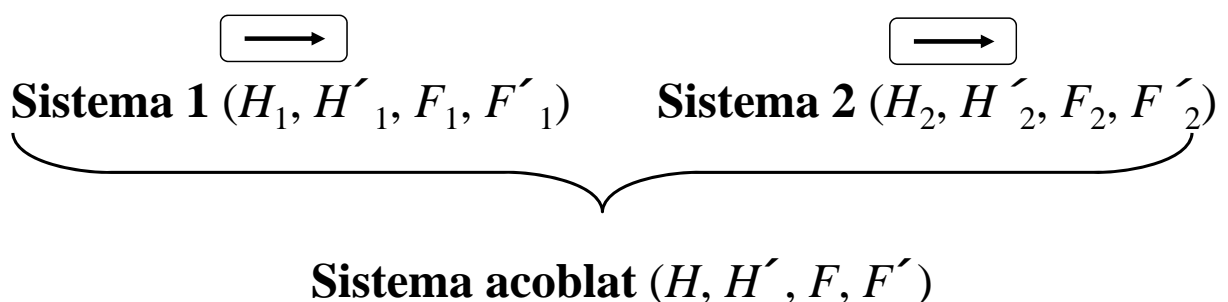 Sistema 1 (H₁, H´₁, F₁, F´₁) Sistema 2 (H₂, H´₂, F₂, F´₂)
Sistema acoblat (H, H´, F, F´)